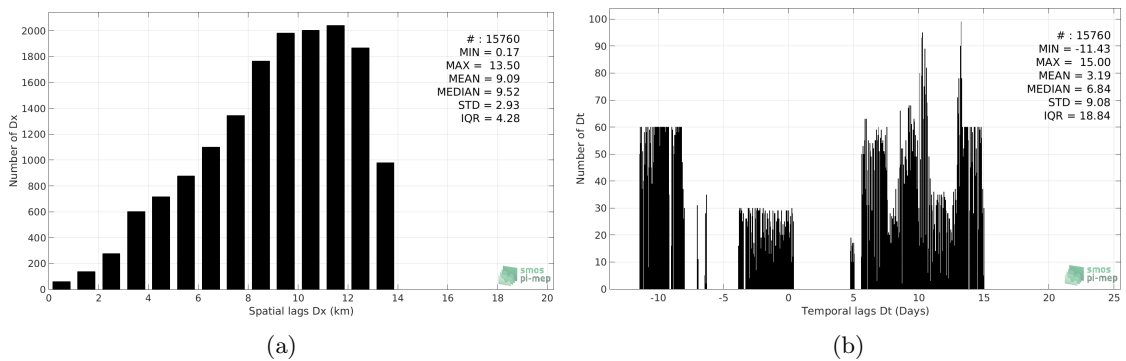 2000
1800
1600
1400
1200
1000
800
600
400
200
0
Number of Dx
# : 15760
MIN = 0.17
MAX = 13.50
MEAN = 9.09
MEDIAN = 9.52
STD = 2.93
IQR = 4.28
smos
pi-mep
0 2 4 6 8 10 12 14 16 18 20
Spatial lags Dx (km)
(a)
100
90
80
70
60
50
40
30
20
10
0
Number of Dt
# : 15760
MIN = -11.43
MAX = 15.00
MEAN = 3.19
MEDIAN = 6.84
STD = 9.08
IQR = 18.84
smos
pi-mep
-10 -5 0 5 10 15 20 25
Temporal lags Dt (Days)
(b)